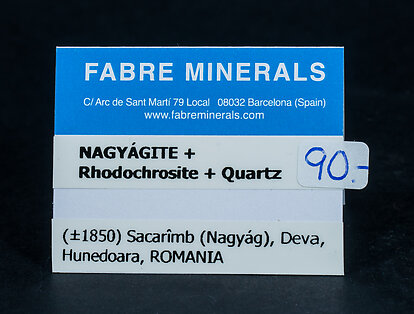 FABRE MINERALS
C/ Arc de Sant Martí 79 Local 08032 Barcelona (Spain)
www.fabreminerals.com
NAGYÁGITE +
Rhodochrosite + Quartz
90.-
(±1850) Sacarîmb (Nagyág), Deva,
Hunedoara, ROMANIA